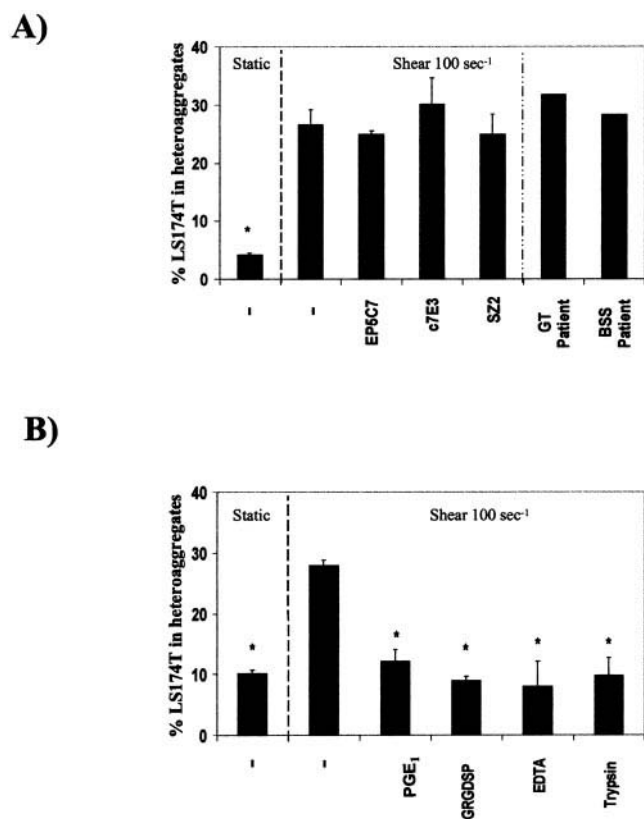 A)
% LS174T in heteroaggregates
40
30
20
10
0
Static
Shear 100 sec⁻¹
*
–
–
EP5C7
c7E3
SZ2
GT
Patient
BSS
Patient
B)
% LS174T in heteroaggregates
40
30
20
10
0
Static
Shear 100 sec⁻¹
*
*
*
*
*
–
–
PGE₁
GRGDSP
EDTA
Trypsin